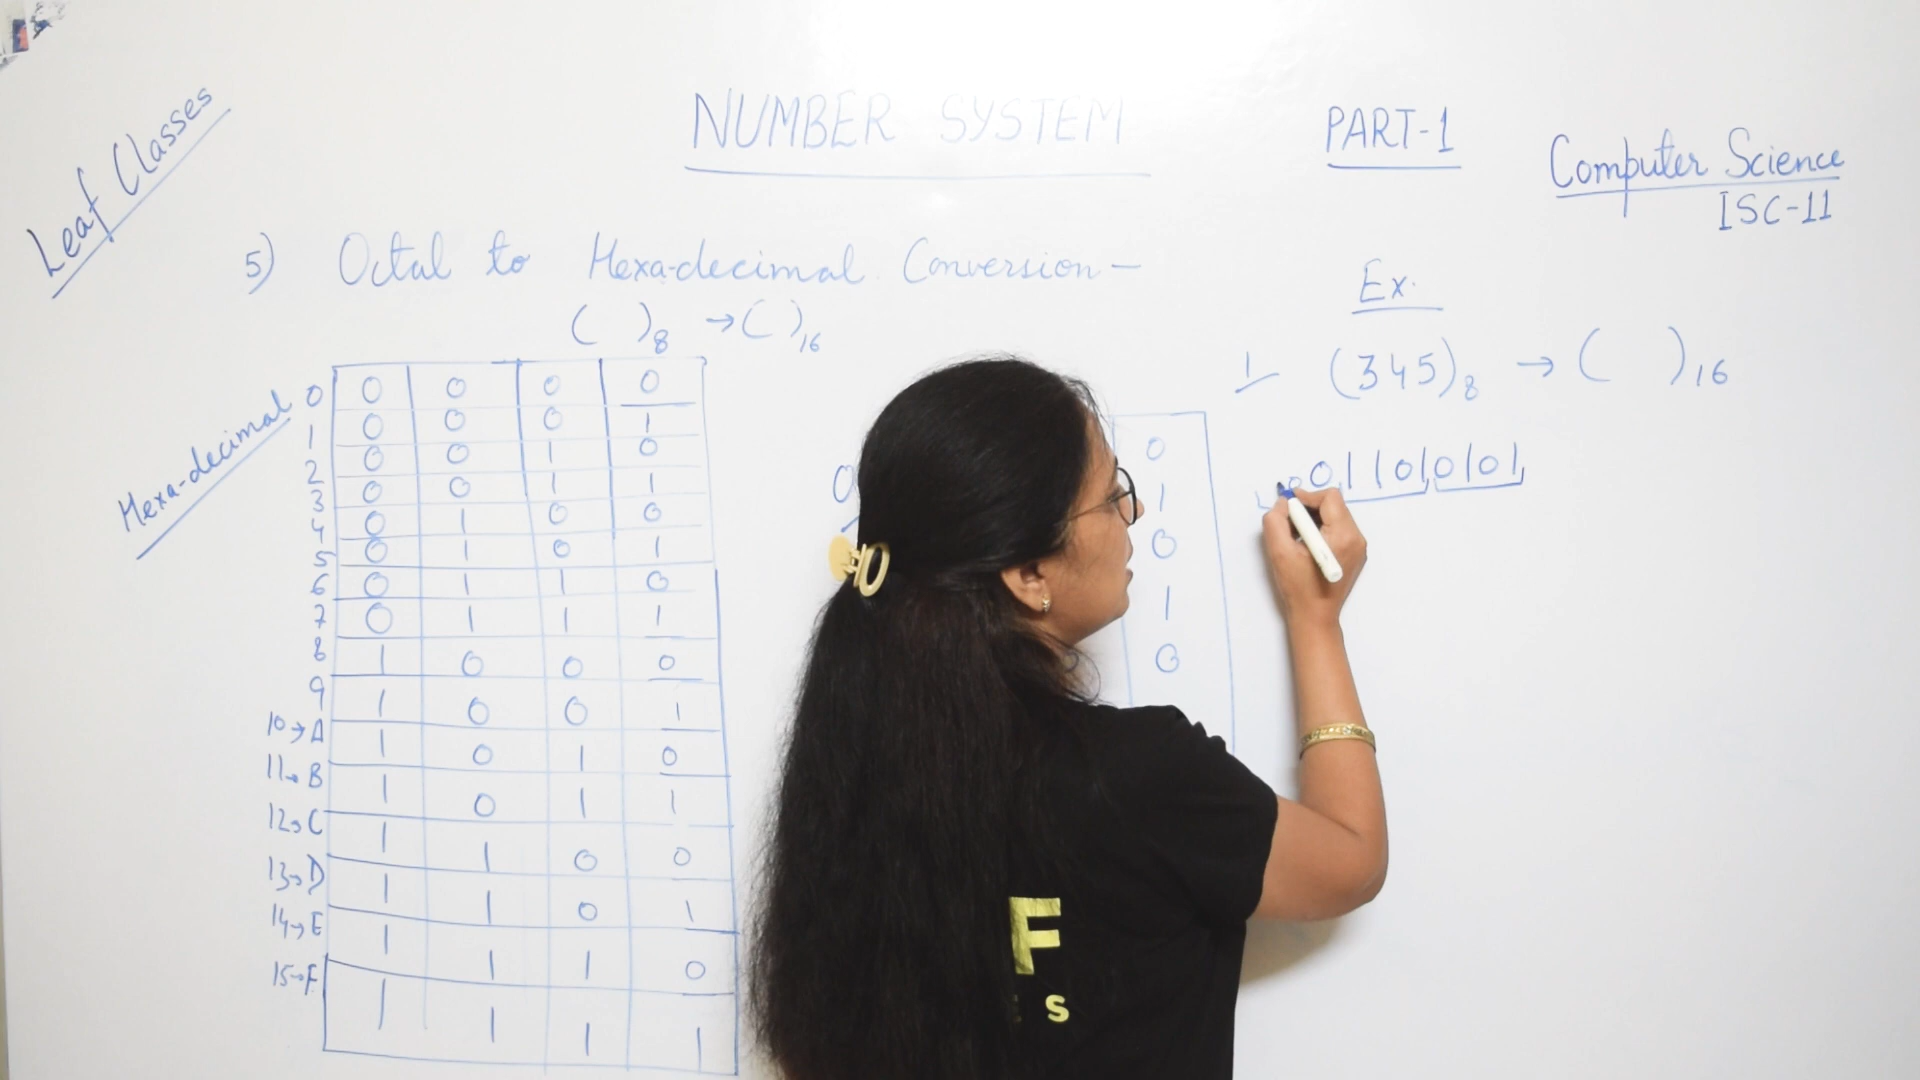 Leaf Classes
NUMBER SYSTEM
PART-1
Computer Science
ISC-11
5) Octal to Hexa-decimal Conversion -
( )8 → ( )16
Ex.
1 (345)8 → ( )16
Hexa-decimal
0 0 0 0 0
1 0 0 0 1
2 0 0 1 0
3 0 0 1 1
4 0 1 0 0
5 0 1 0 1
6 0 1 1 0
7 0 1 1 1
8 1 0 0 0
9 1 0 0 1
10→A 1 0 1 0
11→B 1 0 1 1
12→C 1 1 0 0
13→D 1 1 0 1
14→E 1 1 1 0
15→F 1 1 1 1
0
1
0
1
0
011100101
F
S